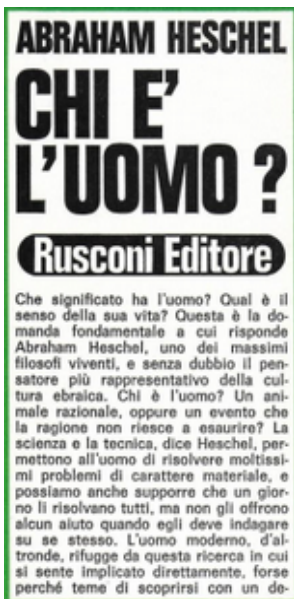 ABRAHAM HESCHEL
CHI E'
L'UOMO ?
Rusconi Editore
Che significato ha l'uomo? Qual è il
senso della sua vita? Questa è la do-
manda fondamentale a cui risponde
Abraham Heschel, uno dei massimi
filosofi viventi, e senza dubbio il pen-
satore più rappresentativo della cul-
tura ebraica. Chi è l'uomo? Un ani-
male razionale, oppure un evento che
la ragione non riesce a esaurire? La
scienza e la tecnica, dice Heschel, per-
mettono all'uomo di risolvere moltissi-
mi problemi di carattere materiale, e
possiamo anche supporre che un gior-
no li risolvano tutti, ma non gli offrono
alcun aiuto quando egli deve indagare
su se stesso. L'uomo moderno, d'al-
tronde, rifugge da questa ricerca in cui
si sente implicato direttamente, forse
perché teme di scoprirsi con un de-